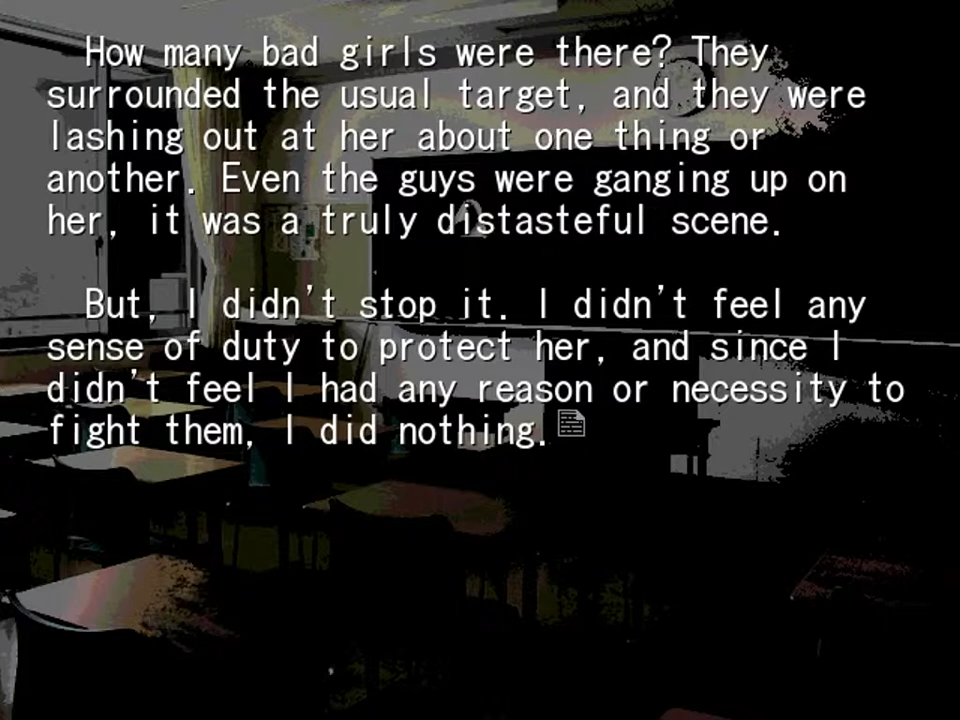 How many bad girls were there? They
surrounded the usual target, and they were
lashing out at her about one thing or
another. Even the guys were ganging up on
her, it was a truly distasteful scene.
But, I didn't stop it. I didn't feel any
sense of duty to protect her, and since I
didn't feel I had any reason or necessity to
fight them, I did nothing.